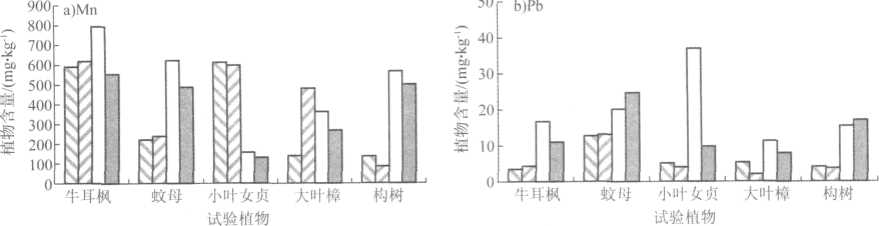 a)Mn
植物含量/(mg·kg⁻¹)
900
800
700
600
500
400
300
200
100
0
牛耳枫 蚊母 小叶女贞 大叶樟 构树
试验植物
b)Pb
植物含量/(mg·kg⁻¹)
50
40
30
20
10
0
牛耳枫 蚊母 小叶女贞 大叶樟 构树
试验植物